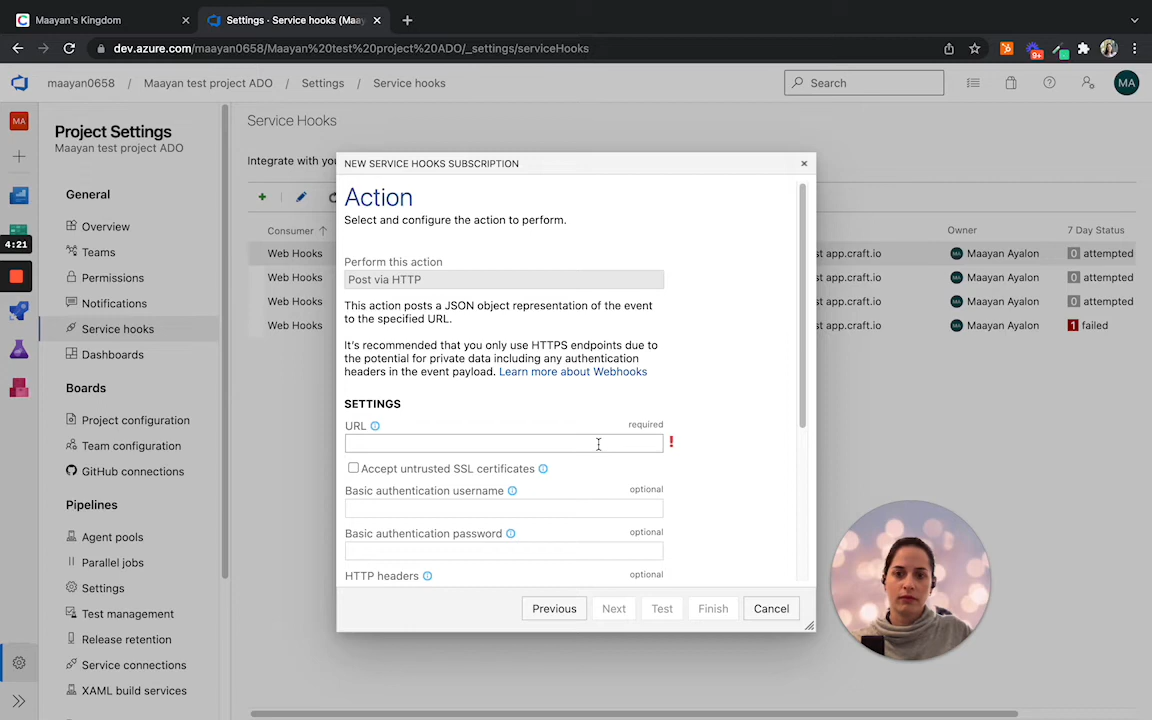 Maayan's Kingdom
Settings · Service hooks (Maay
dev.azure.com/maayan0658/Maayan%20test%20project%20ADO/_settings/serviceHooks
9+
maayan0658 / Maayan test project ADO / Settings / Service hooks
Search
MA
MA
4:21
Project Settings
Maayan test project ADO
General
Overview
Teams
Permissions
Notifications
Service hooks
Dashboards
Boards
Project configuration
Team configuration
GitHub connections
Pipelines
Agent pools
Parallel jobs
Settings
Test management
Release retention
Service connections
XAML build services
Service Hooks
Integrate with you
Consumer
Owner
7 Day Status
Web Hooks
st app.craft.io
Maayan Ayalon
0 attempted
Web Hooks
st app.craft.io
Maayan Ayalon
0 attempted
Web Hooks
st app.craft.io
Maayan Ayalon
0 attempted
Web Hooks
st app.craft.io
Maayan Ayalon
1 failed
NEW SERVICE HOOKS SUBSCRIPTION
Action
Select and configure the action to perform.
Perform this action
Post via HTTP
This action posts a JSON object representation of the event
to the specified URL.
It's recommended that you only use HTTPS endpoints due to
the potential for private data including any authentication
headers in the event payload. Learn more about Webhooks
SETTINGS
URL required
!
Accept untrusted SSL certificates
Basic authentication username optional
Basic authentication password optional
HTTP headers optional
Previous Next Test Finish Cancel